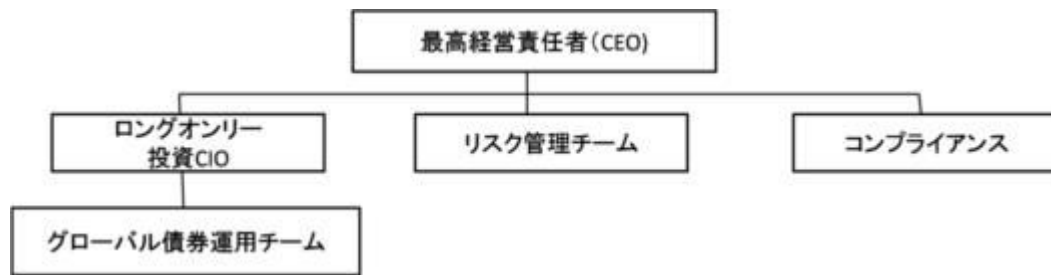 最高経営責任者(CEO)
ロングオンリー
投資CIO
リスク管理チーム
コンプライアンス
グローバル債券運用チーム